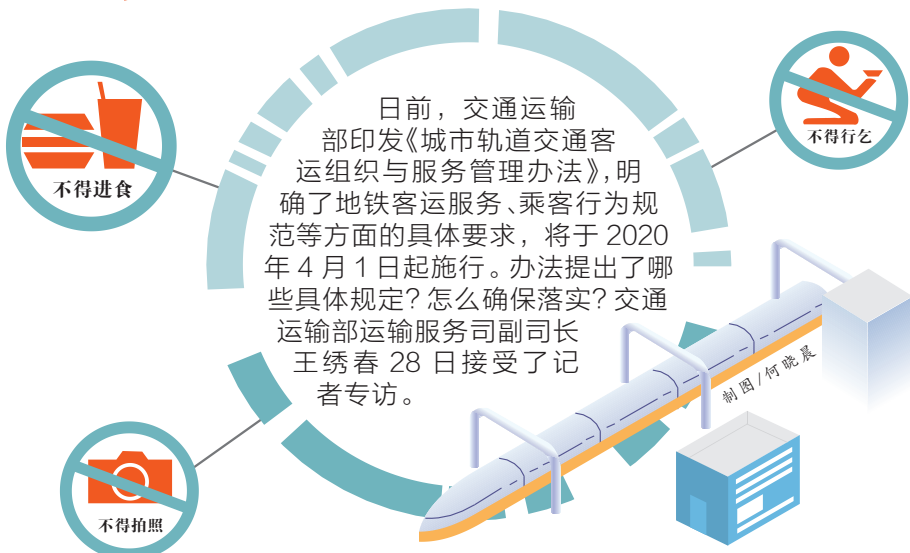 日前，交通运输
部印发《城市轨道交通客
运组织与服务管理办法》，明
确了地铁客运服务、乘客行为规
范等方面的具体要求，将于 2020
年 4 月 1 日起施行。办法提出了哪
些具体规定？怎么确保落实？交通
运输部运输服务司副司长
王绣春 28 日接受了记
者专访。
不得进食
不得行乞
不得拍照
制图/何晓晨